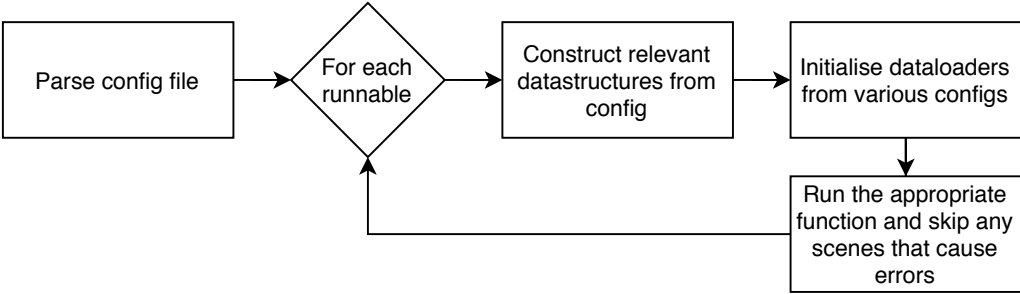 Parse config file
For each
runnable
Construct relevant
datastructures from
config
Initialise dataloaders
from various configs
Run the appropriate
function and skip any
scenes that cause
errors